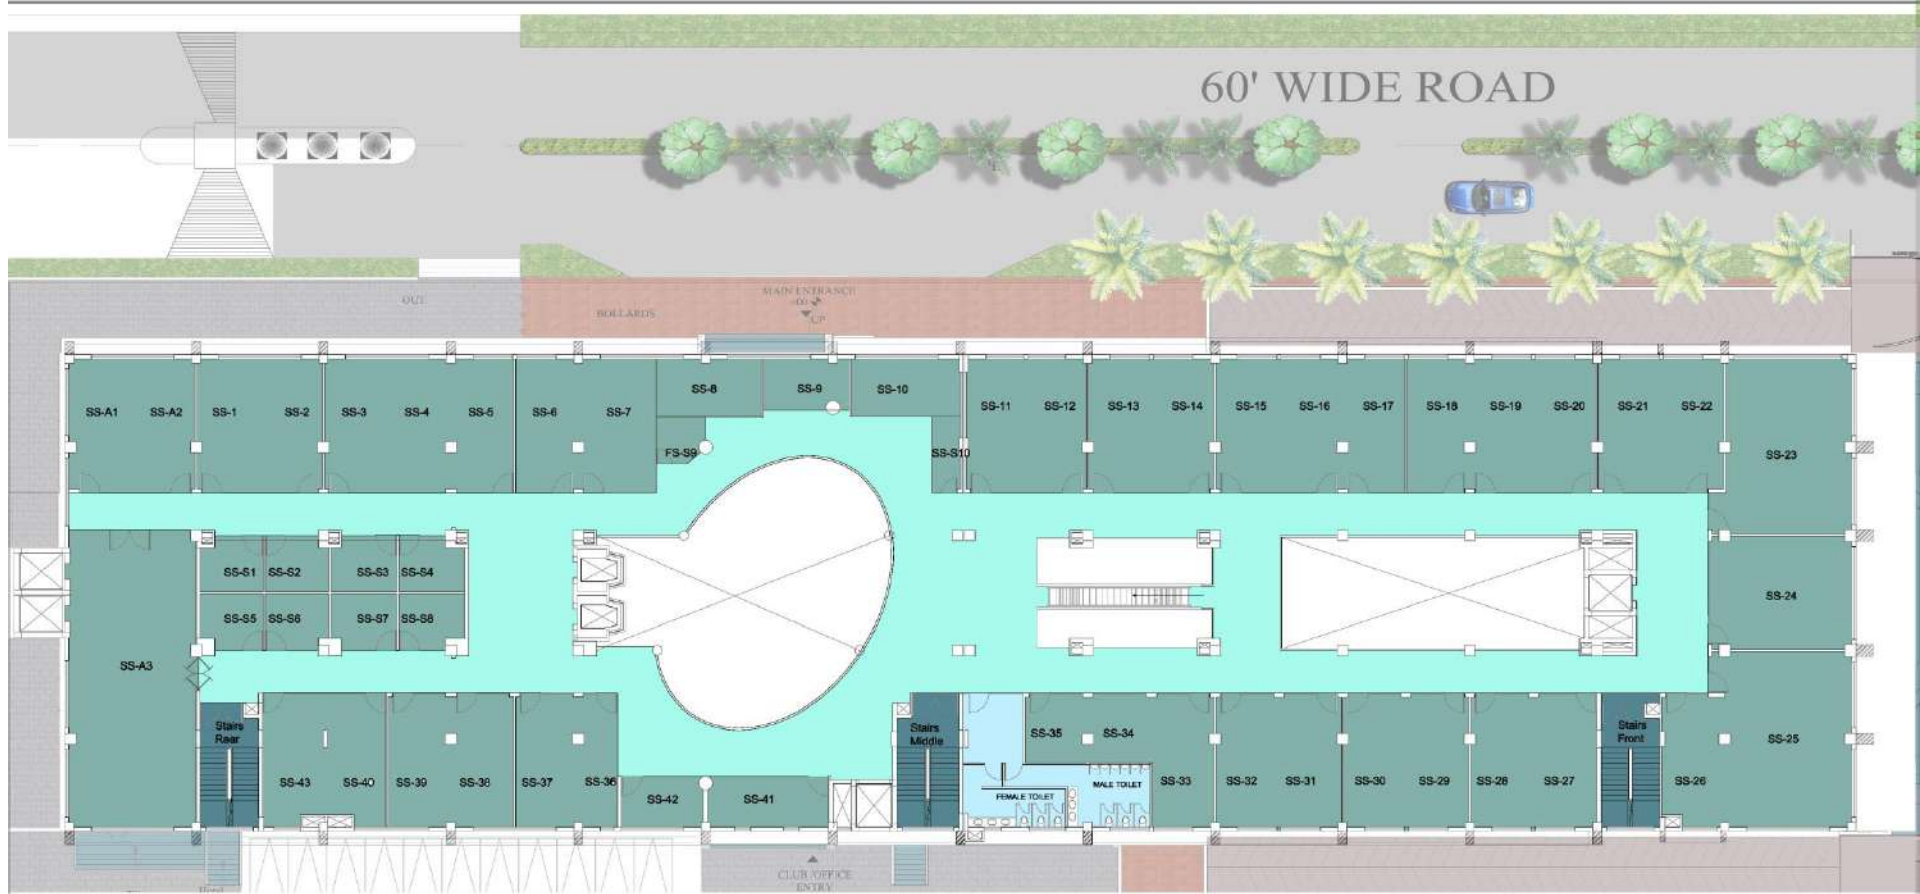 60' WIDE ROAD
OUT
BOLLARDS
MAIN ENTRANCE
UP
SS-A1 SS-A2 SS-1 SS-2 SS-3 SS-4 SS-5 SS-6 SS-7 SS-8 SS-9 SS-10 SS-11 SS-12 SS-13 SS-14 SS-15 SS-16 SS-17 SS-18 SS-19 SS-20 SS-21 SS-22
FS-S9 SS-S10 SS-23
SS-S1 SS-S2 SS-S3 SS-S4
SS-24
SS-S5 SS-S6 SS-S7 SS-S8
SS-A3
Stairs
Rear
Stairs
Middle
SS-35 SS-34
Stairs
Front
SS-25
SS-43 SS-40 SS-39 SS-38 SS-37 SS-36 SS-33 SS-32 SS-31 SS-30 SS-29 SS-28 SS-27 SS-26
SS-42 SS-41
FEMALE TOILET
MALE TOILET
CLUB /OFFICE
ENTRY
Hotel